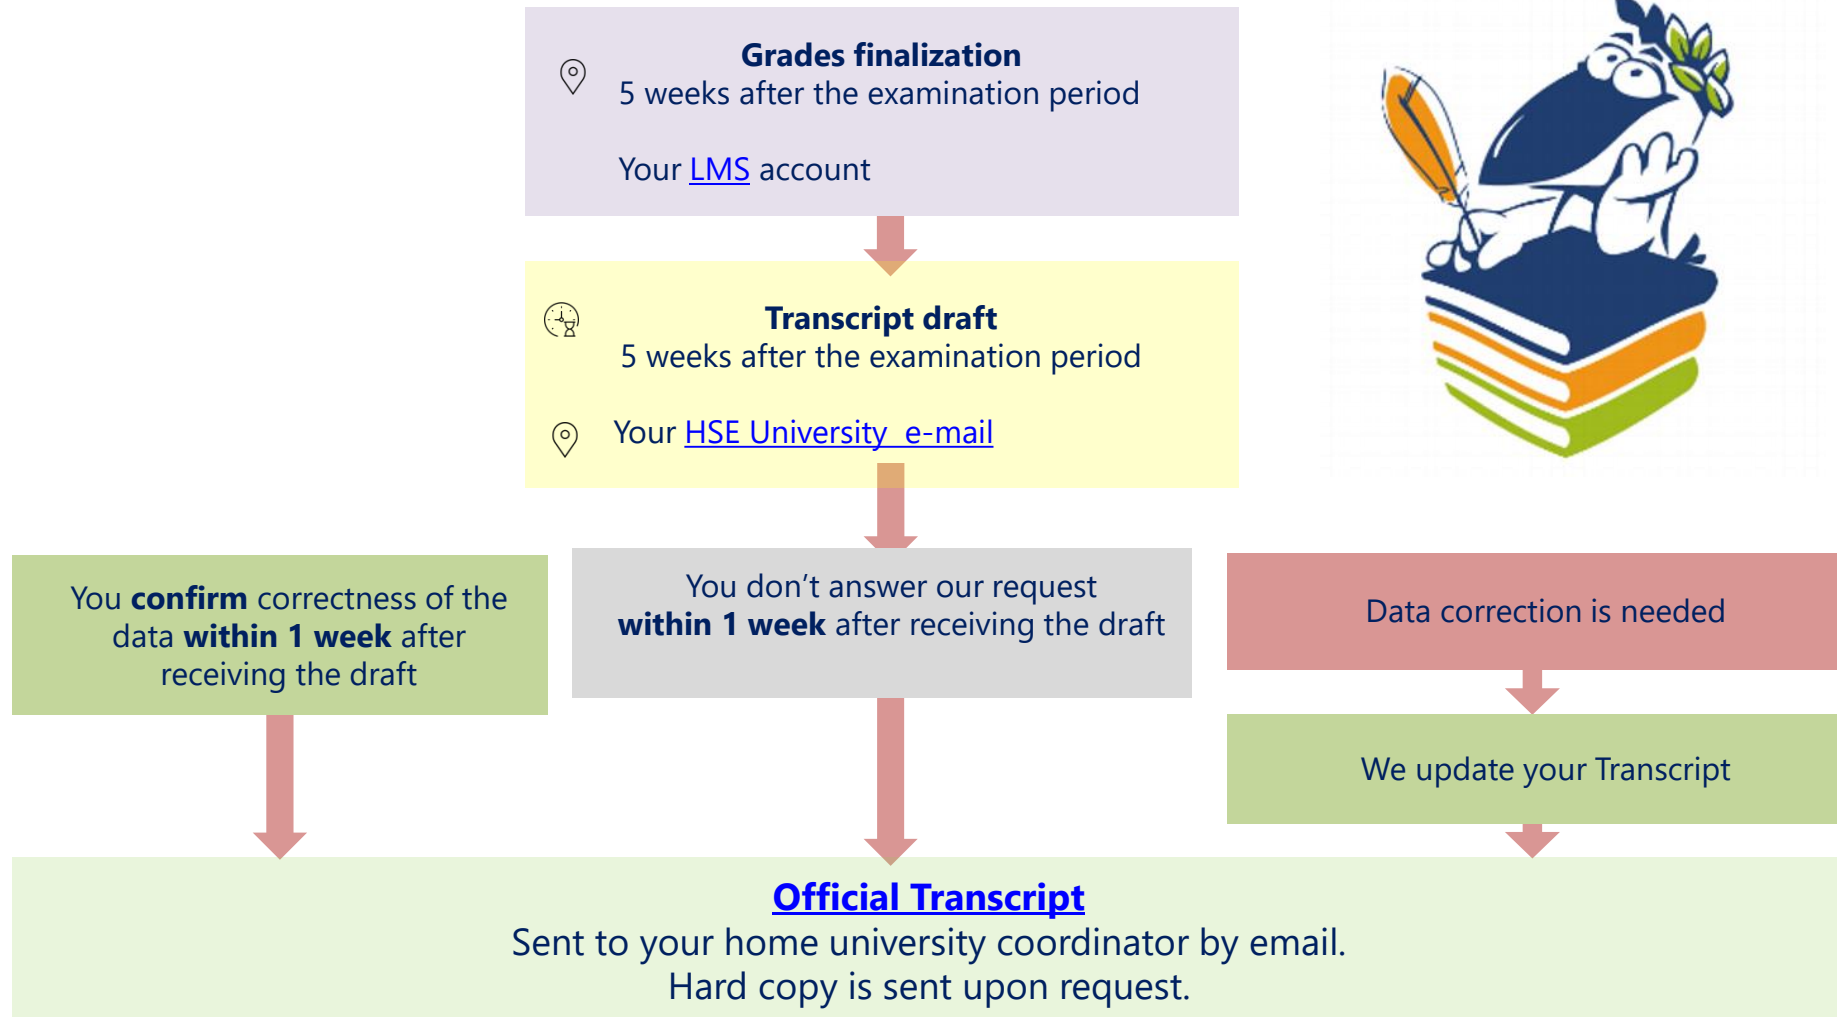 Grades finalization
5 weeks after the examination period
Your LMS account
Transcript draft
5 weeks after the examination period
Your HSE University e-mail
You confirm correctness of the
data within 1 week after
receiving the draft
You don’t answer our request
within 1 week after receiving the draft
Data correction is needed
We update your Transcript
Official Transcript
Sent to your home university coordinator by email.
Hard copy is sent upon request.